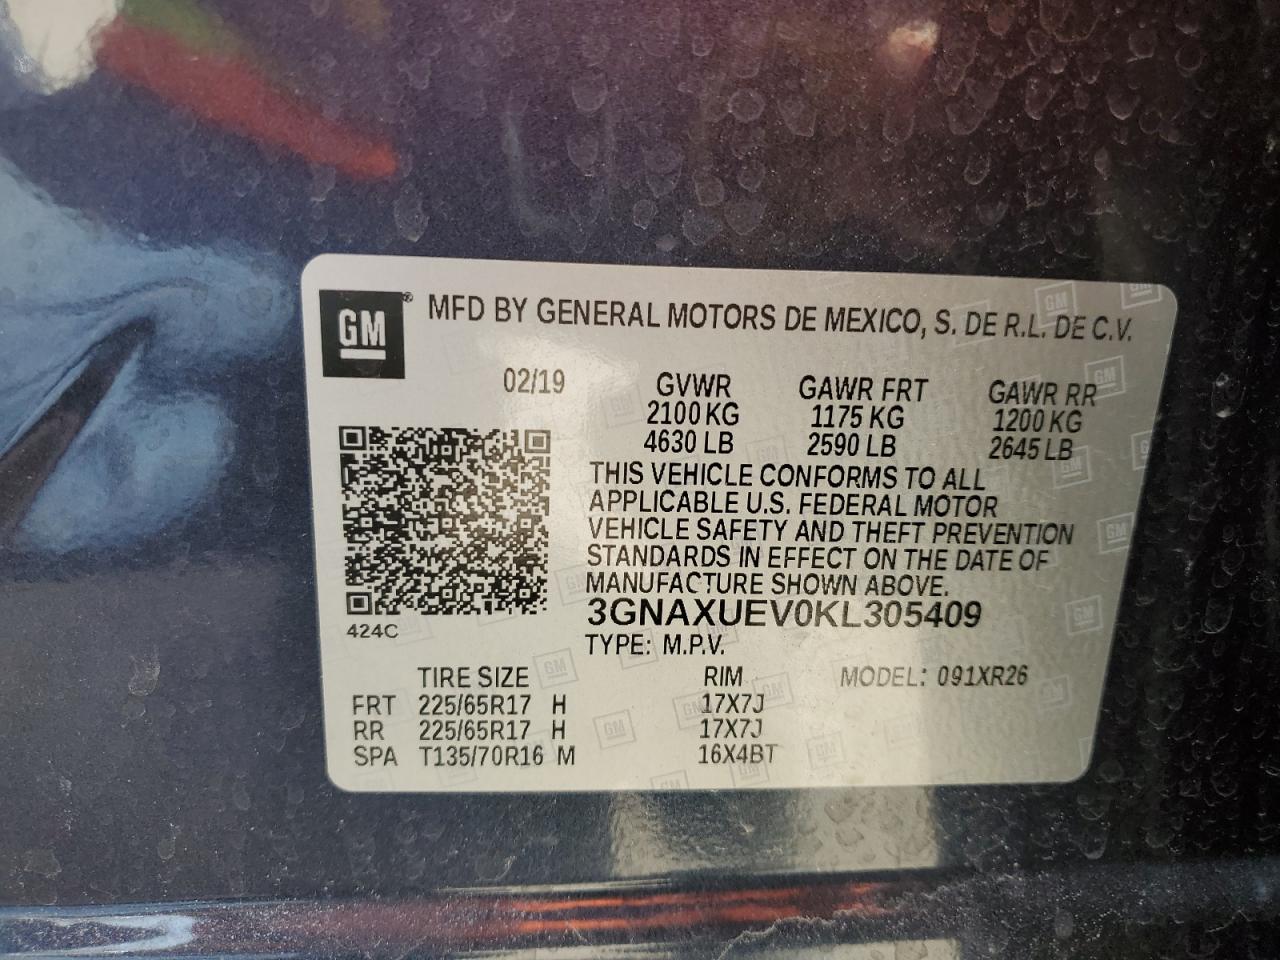 GM® MFD BY GENERAL MOTORS DE MEXICO, S. DE R.L. DE C.V.
02/19 GVWR GAWR FRT GAWR RR
2100 KG 1175 KG 1200 KG
4630 LB 2590 LB 2645 LB
THIS VEHICLE CONFORMS TO ALL
APPLICABLE U.S. FEDERAL MOTOR
VEHICLE SAFETY AND THEFT PREVENTION
STANDARDS IN EFFECT ON THE DATE OF
MANUFACTURE SHOWN ABOVE.
3GNAXUEV0KL305409
424C
TYPE: M.P.V.
TIRE SIZE RIM MODEL: 091XR26
FRT 225/65R17 H 17X7J
RR 225/65R17 H 17X7J
SPA T135/70R16 M 16X4BT